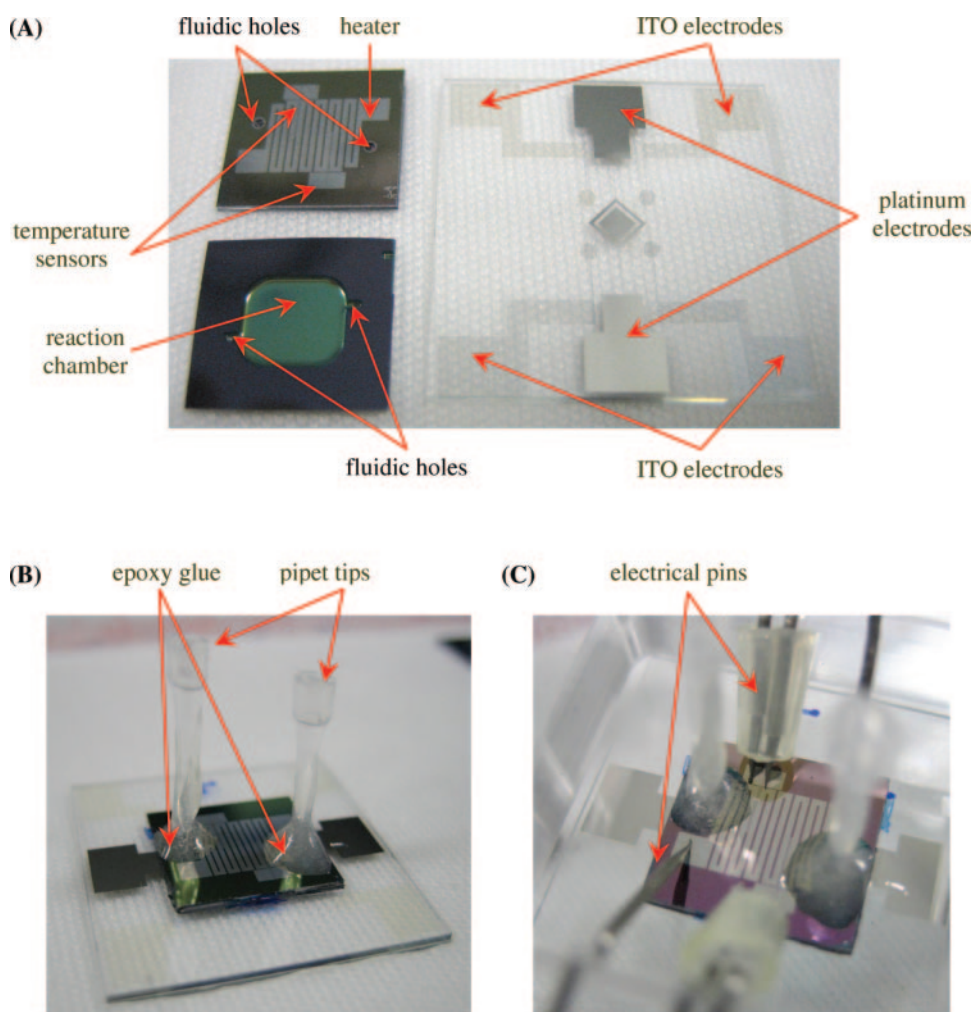 (A)
fluidic holes
heater
ITO electrodes
temperature
sensors
platinum
electrodes
reaction
chamber
fluidic holes
ITO electrodes
(B)
epoxy glue
pipet tips
(C)
electrical pins